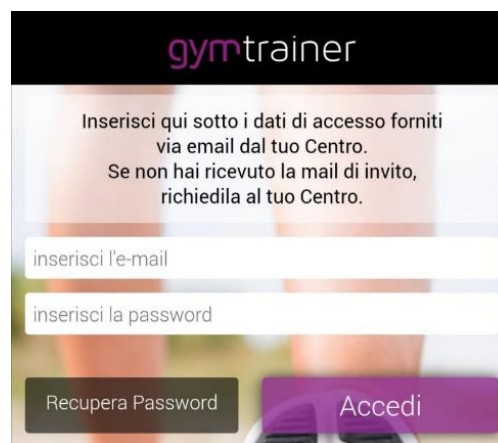 gymtrainer
Inserisci qui sotto i dati di accesso forniti
via email dal tuo Centro.
Se non hai ricevuto la mail di invito,
richiedila al tuo Centro.
inserisci l'e-mail
inserisci la password
Recupera Password
Accedi